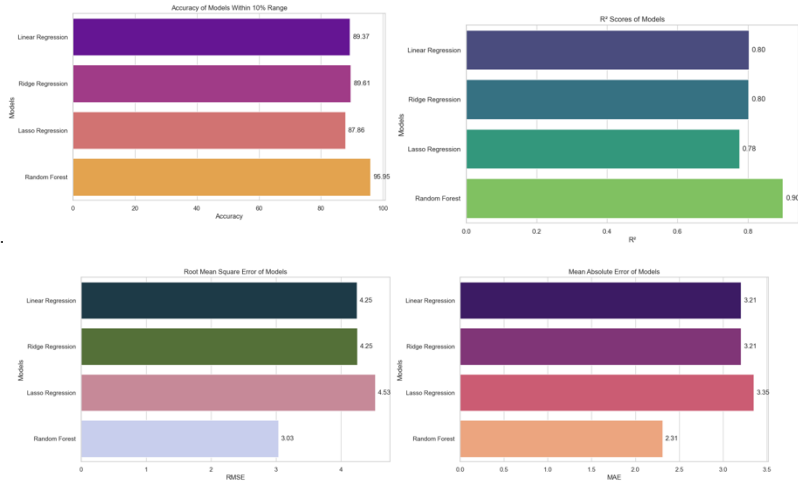 Accuracy of Models Within 10% Range
Models
Linear Regression 89.37
Ridge Regression 89.61
Lasso Regression 87.86
Random Forest 95.95
0 20 40 60 80 100
Accuracy
R² Scores of Models
Models
Linear Regression 0.80
Ridge Regression 0.80
Lasso Regression 0.78
Random Forest 0.90
0.0 0.2 0.4 0.6 0.8
R²
.
Root Mean Square Error of Models
Models
Linear Regression 4.25
Ridge Regression 4.25
Lasso Regression 4.53
Random Forest 3.03
0 1 2 3 4
RMSE
Mean Absolute Error of Models
Models
Linear Regression 3.21
Ridge Regression 3.21
Lasso Regression 3.35
Random Forest 2.31
0.0 0.5 1.0 1.5 2.0 2.5 3.0 3.5
MAE